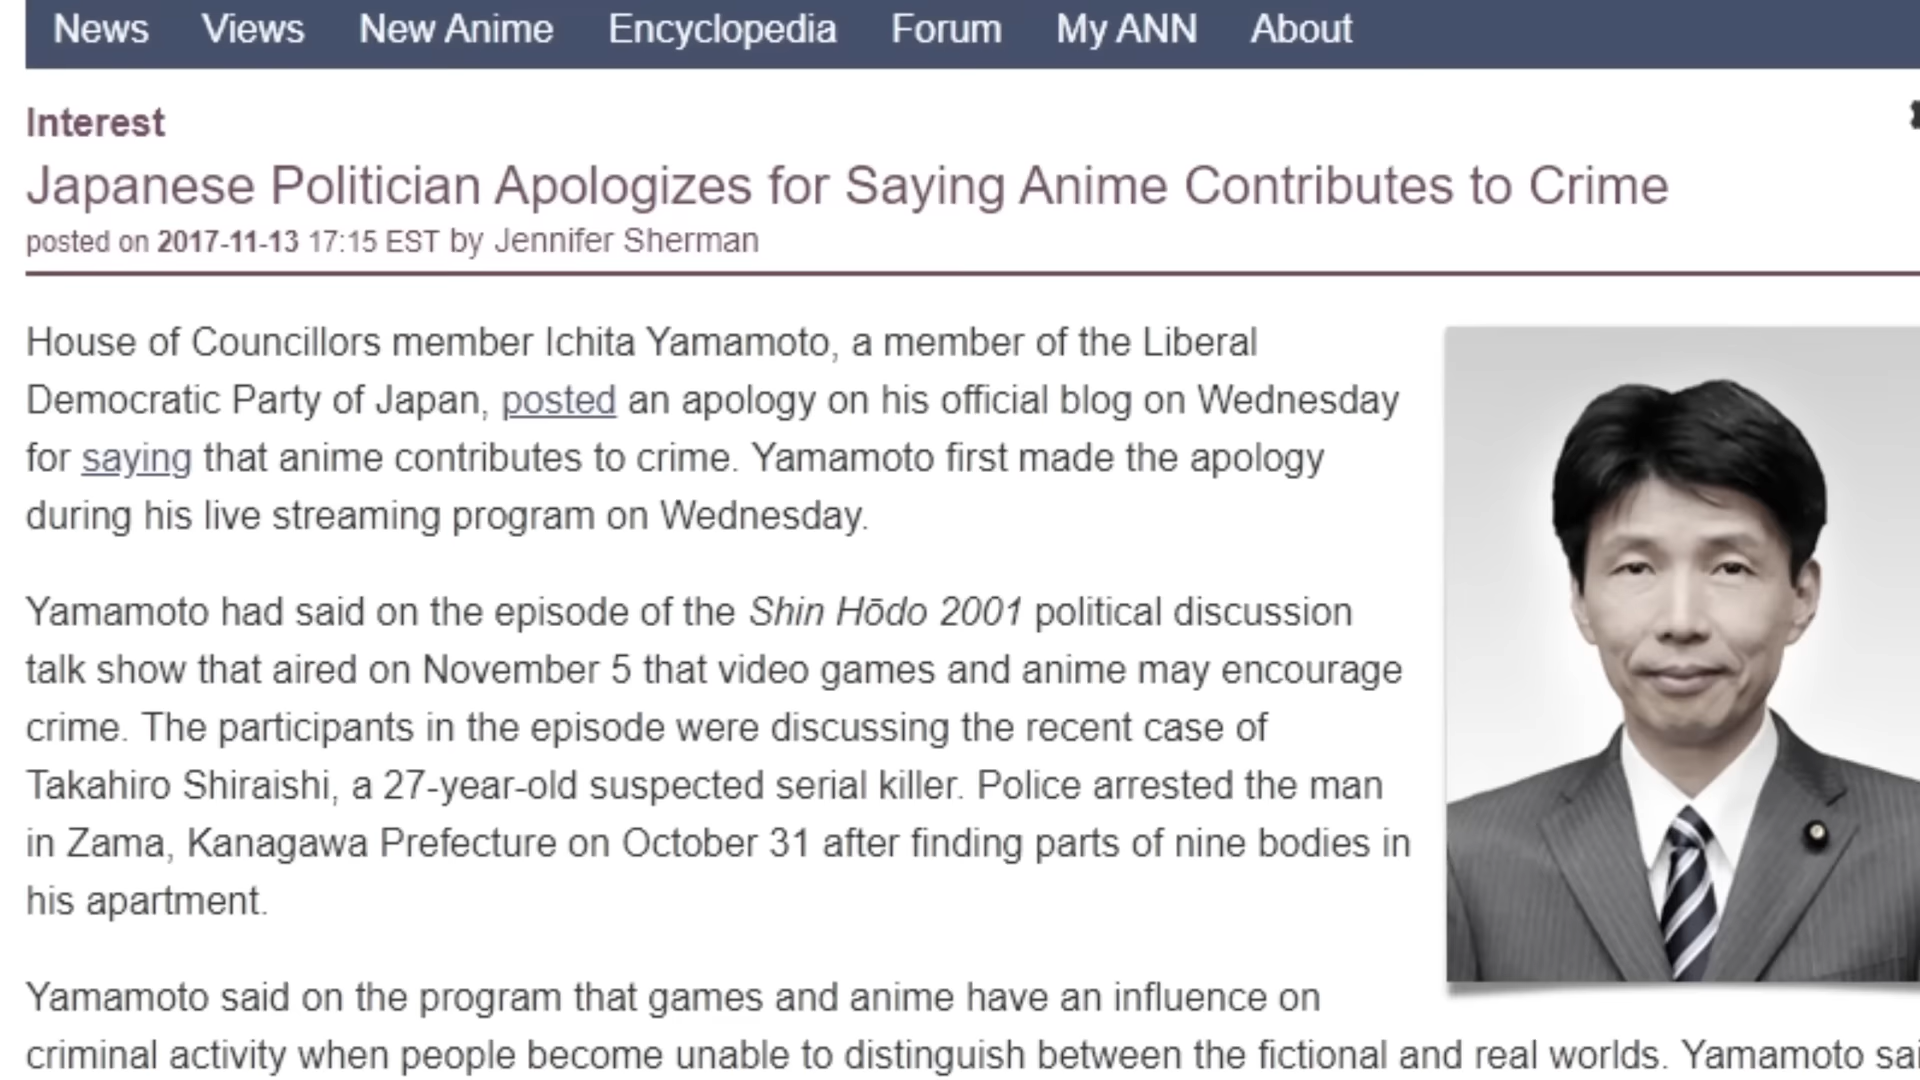 News Views New Anime Encyclopedia Forum My ANN About
Interest
Japanese Politician Apologizes for Saying Anime Contributes to Crime
posted on 2017-11-13 17:15 EST by Jennifer Sherman
House of Councillors member Ichita Yamamoto, a member of the Liberal
Democratic Party of Japan, posted an apology on his official blog on Wednesday
for saying that anime contributes to crime. Yamamoto first made the apology
during his live streaming program on Wednesday.
Yamamoto had said on the episode of the Shin Hōdo 2001 political discussion
talk show that aired on November 5 that video games and anime may encourage
crime. The participants in the episode were discussing the recent case of
Takahiro Shiraishi, a 27-year-old suspected serial killer. Police arrested the man
in Zama, Kanagawa Prefecture on October 31 after finding parts of nine bodies in
his apartment.
Yamamoto said on the program that games and anime have an influence on
criminal activity when people become unable to distinguish between the fictional and real worlds. Yamamoto